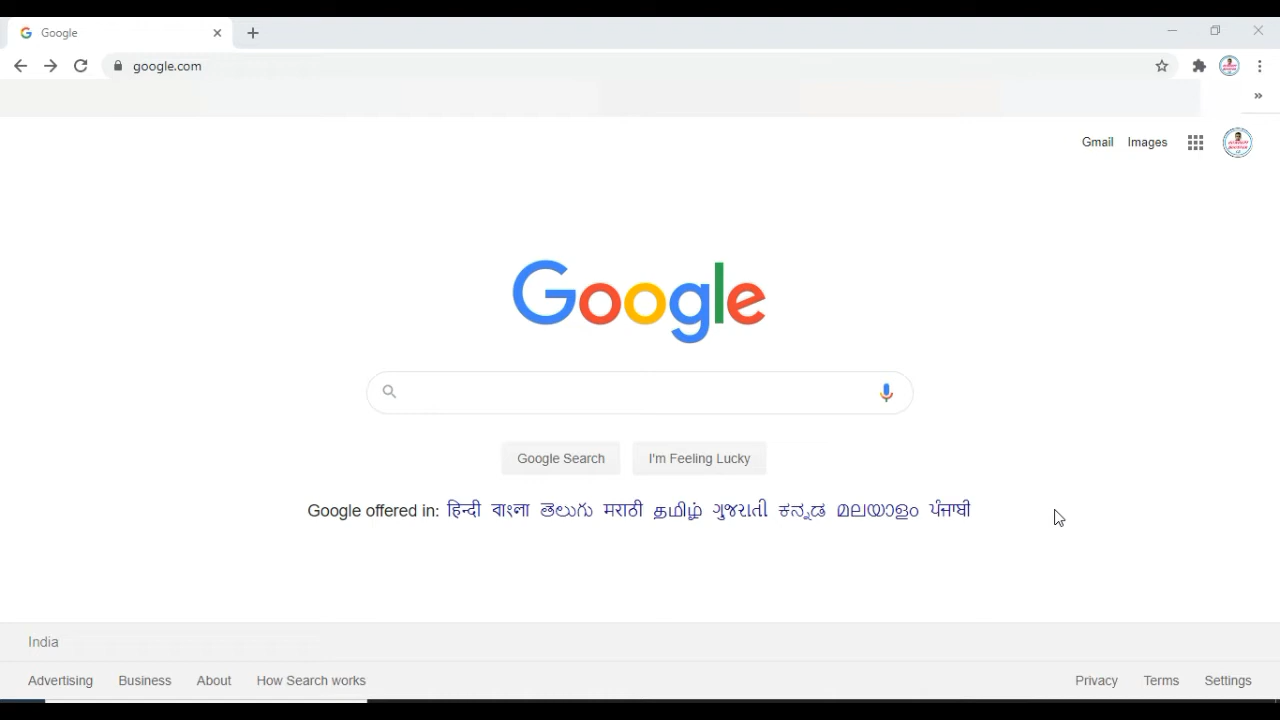 Google
google.com
»
Gmail Images
Google
Google Search I'm Feeling Lucky
Google offered in: हिन्दी বাংলা తెలుగు मराठी தமிழ் ગુજરાતી ಕನ್ನಡ മലയാളം ਪੰਜਾਬੀ
India
Advertising Business About How Search works Privacy Terms Settings